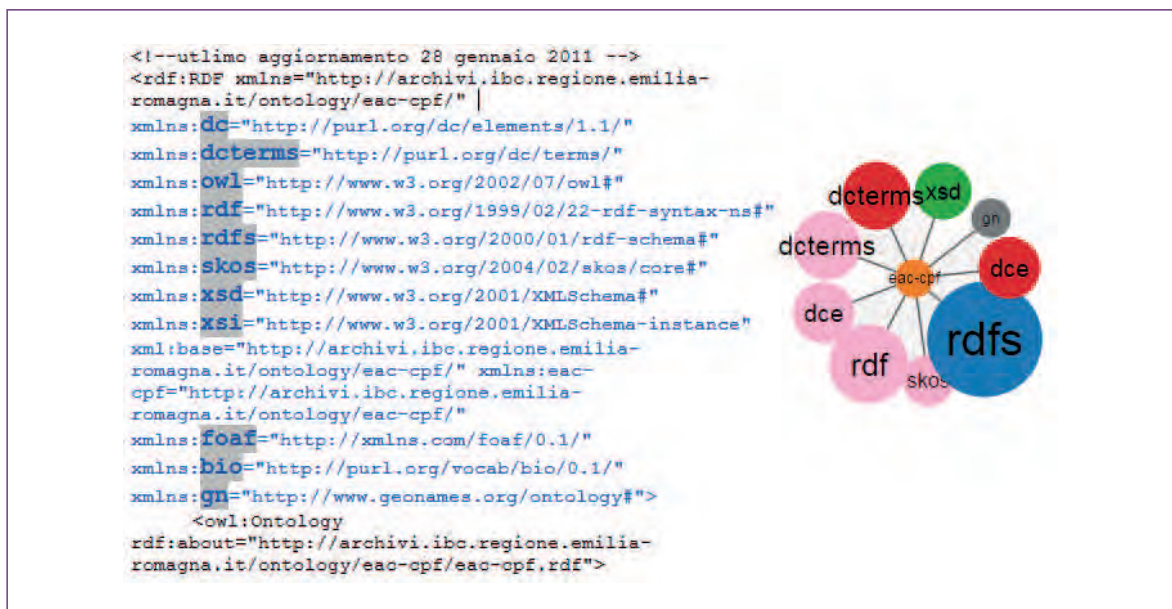 <!--utlimo aggiornamento 28 gennaio 2011 -->
<rdf:RDF xmlns="http://archivi.ibc.regione.emilia-
romagna.it/ontology/eac-cpf/"
xmlns:dc="http://purl.org/dc/elements/1.1/"
xmlns:dcterms="http://purl.org/dc/terms/"
xmlns:owl="http://www.w3.org/2002/07/owl#"
xmlns:rdf="http://www.w3.org/1999/02/22-rdf-syntax-ns#"
xmlns:rdfs="http://www.w3.org/2000/01/rdf-schema#"
xmlns:skos="http://www.w3.org/2004/02/skos/core#"
xmlns:xsd="http://www.w3.org/2001/XMLSchema#"
xmlns:xsi="http://www.w3.org/2001/XMLSchema-instance"
xml:base="http://archivi.ibc.regione.emilia-
romagna.it/ontology/eac-cpf/" xmlns:eac-
cpf="http://archivi.ibc.regione.emilia-
romagna.it/ontology/eac-cpf/"
xmlns:foaf="http://xmlns.com/foaf/0.1/"
xmlns:bio="http://purl.org/vocab/bio/0.1/"
xmlns:gn="http://www.geonames.org/ontology#">
<owl:Ontology
rdf:about="http://archivi.ibc.regione.emilia-
romagna.it/ontology/eac-cpf/eac-cpf.rdf">
dcterms
xsd
gn
dcterms
dce
eac-cpf
dce
rdfs
rdf
skos